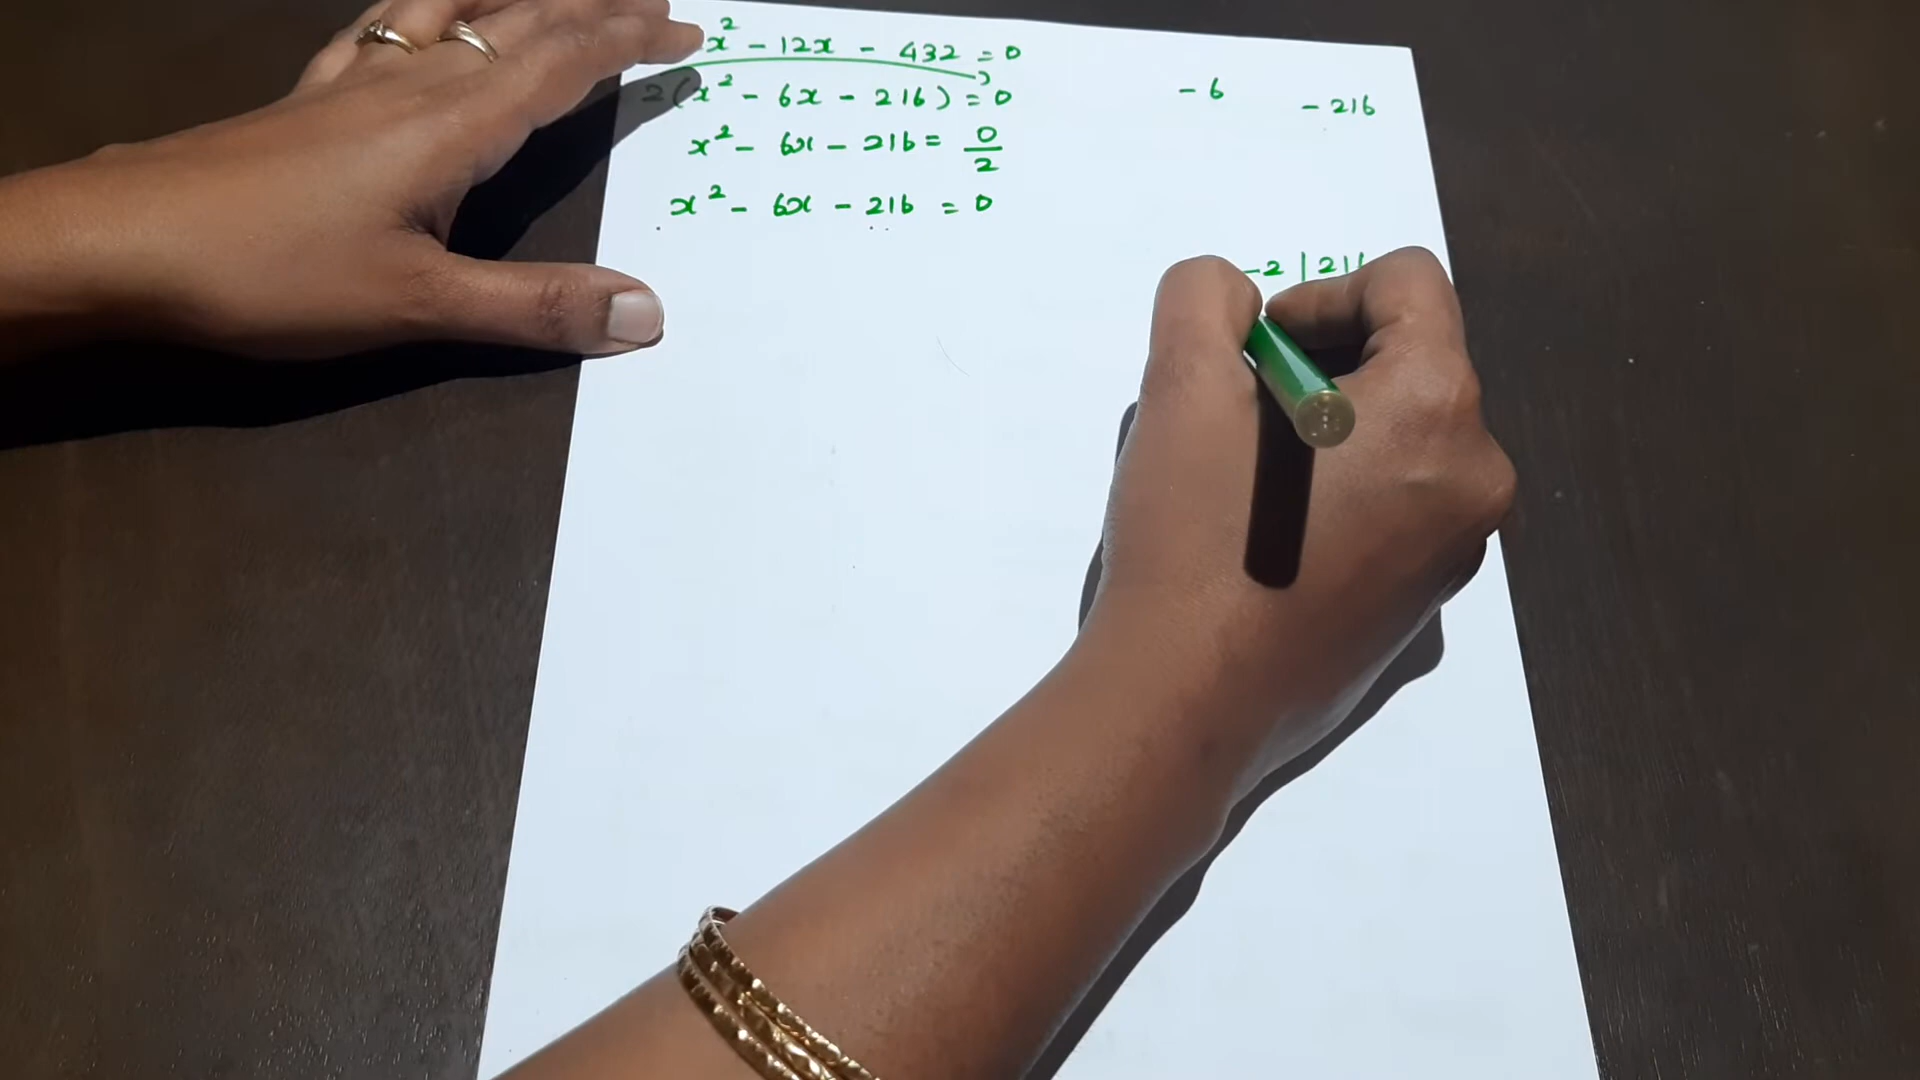 x² - 12x - 432 = 0
2(x² - 6x - 216) = 0
x² - 6x - 216 = 0/2
x² - 6x - 216 = 0
- 6 - 216
-2 | 21